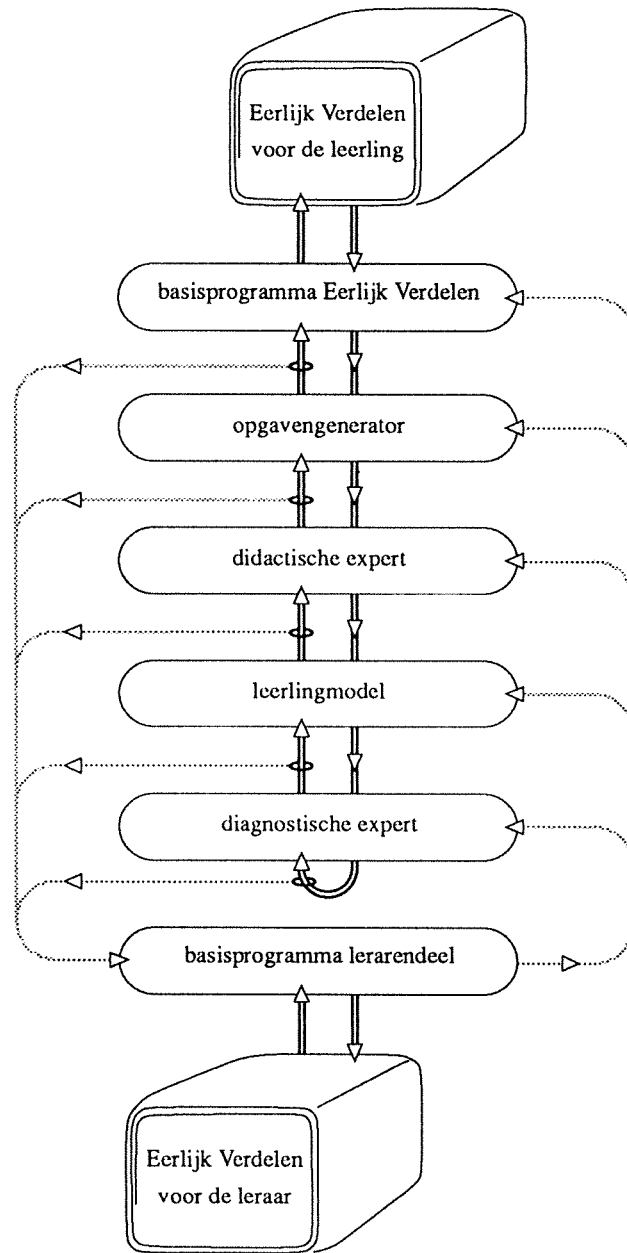 Eerlijk Verdelen
voor de leerling
basisprogramma Eerlijk Verdelen
opgavengenerator
didactische expert
leerlingmodel
diagnostische expert
basisprogramma lerarendeel
Eerlijk Verdelen
voor de leraar